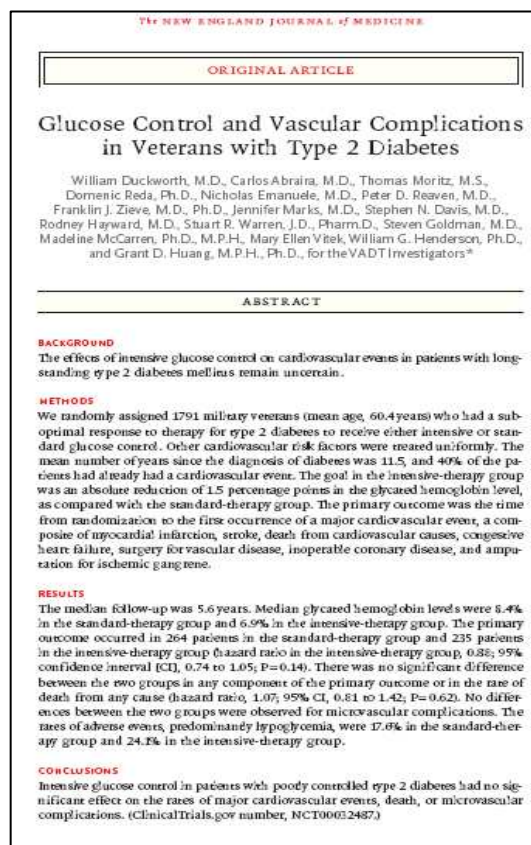 The NEW ENGLAND JOURNAL of MEDICINE
ORIGINAL ARTICLE
Glucose Control and Vascular Complications
in Veterans with Type 2 Diabetes
William Duckworth, M.D., Carlos Abraira, M.D., Thomas Moritz, M.S.,
Domenic Reda, Ph.D., Nicholas Emanuele, M.D., Peter D. Reaven, M.D.,
Franklin J. Zieve, M.D., Ph.D., Jennifer Marks, M.D., Stephen N. Davis, M.D.,
Rodney Hayward, M.D., Stuart R. Warren, J.D., Pharm.D., Steven Goldman, M.D.,
Madeline McCarren, Ph.D., M.P.H., Mary Ellen Vitek, William G. Henderson, Ph.D.,
and Grant D. Huang, M.P.H., Ph.D., for the VADT Investigators*
ABSTRACT
BACKGROUND
The effects of intensive glucose control on cardiovascular events in patients with long-
standing type 2 diabetes mellitus remain uncertain.
METHODS
We randomly assigned 1791 military veterans (mean age, 60.4 years) who had a sub-
optimal response to therapy for type 2 diabetes to receive either intensive or stan-
dard glucose control. Other cardiovascular risk factors were treated uniformly. The
mean number of years since the diagnosis of diabetes was 11.5, and 40% of the pa-
tients had already had a cardiovascular event. The goal in the intensive-therapy group
was an absolute reduction of 1.5 percentage points in the glycated hemoglobin level,
as compared with the standard-therapy group. The primary outcome was the time
from randomization to the first occurrence of a major cardiovascular event, a com-
posite of myocardial infarction, stroke, death from cardiovascular causes, congestive
heart failure, surgery for vascular disease, inoperable coronary disease, and ampu-
tation for ischemic gangrene.
RESULTS
The median follow-up was 5.6 years. Median glycated hemoglobin levels were 8.4%
in the standard-therapy group and 6.9% in the intensive-therapy group. The primary
outcome occurred in 264 patients in the standard-therapy group and 235 patients
in the intensive-therapy group (hazard ratio in the intensive-therapy group, 0.88; 95%
confidence interval [CI], 0.74 to 1.05; P=0.14). There was no significant difference
between the two groups in any component of the primary outcome or in the rate of
death from any cause (hazard ratio, 1.07; 95% CI, 0.81 to 1.42; P=0.62). No differ-
ences between the two groups were observed for microvascular complications. The
rates of adverse events, predominantly hypoglycemia, were 17.6% in the standard-ther-
apy group and 24.1% in the intensive-therapy group.
CONCLUSIONS
Intensive glucose control in patients with poorly controlled type 2 diabetes had no sig-
nificant effect on the rates of major cardiovascular events, death, or microvascular
complications. (ClinicalTrials.gov number, NCT00032487.)